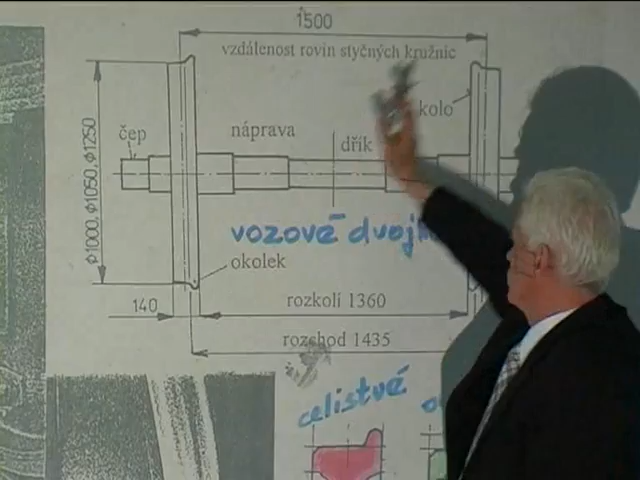 1500
vzdálenost rovin styčných kružnic
kolo
čep
náprava
dřík
ϕ1000, ϕ1050, ϕ1250
vozové
okolek
140
rozkolí 1360
rozchod 1435
celistvé